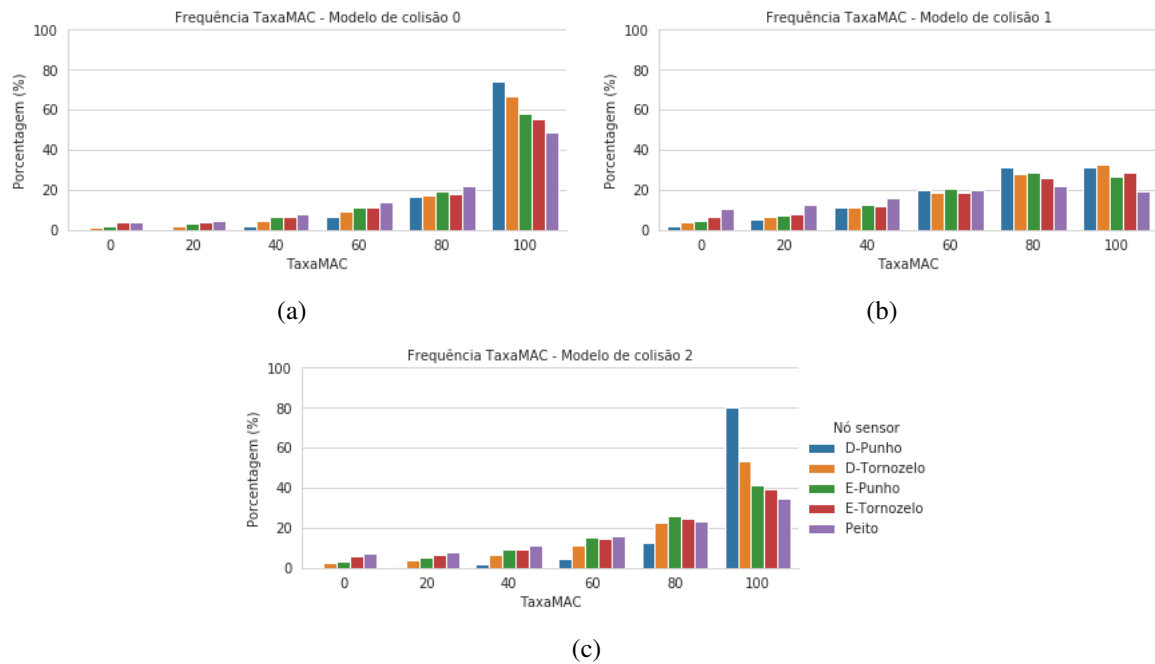 Frequência TaxaMAC - Modelo de colisão 0
100
80
60
40
20
0
Porcentagem (%)
0 20 40 60 80 100
TaxaMAC
(a)
Frequência TaxaMAC - Modelo de colisão 1
100
80
60
40
20
0
Porcentagem (%)
0 20 40 60 80 100
TaxaMAC
(b)
Frequência TaxaMAC - Modelo de colisão 2
100
80
60
40
20
0
Porcentagem (%)
0 20 40 60 80 100
TaxaMAC
Nó sensor
D-Punho
D-Tornozelo
E-Punho
E-Tornozelo
Peito
(c)